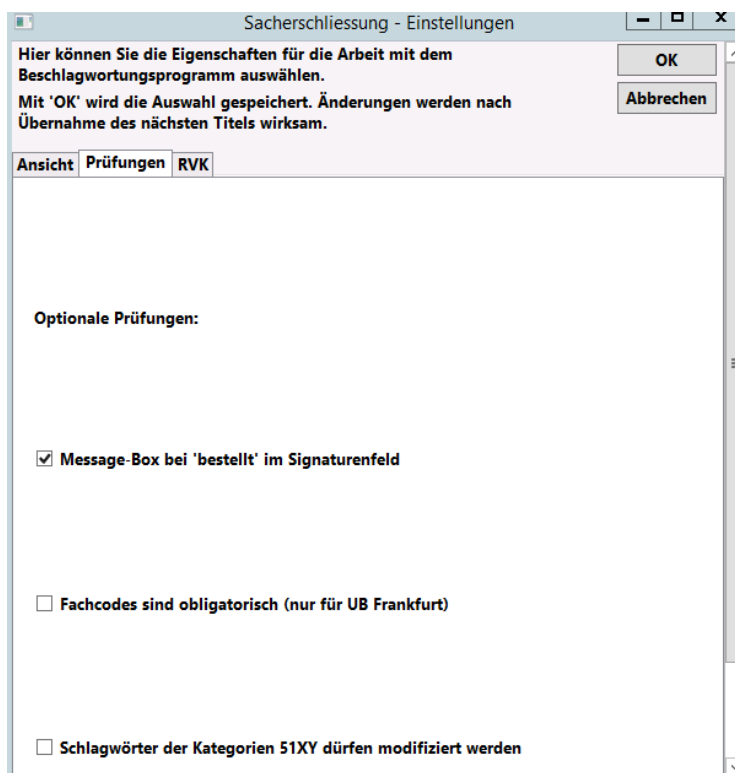 Sacherschliessung - Einstellungen
Hier können Sie die Eigenschaften für die Arbeit mit dem
Beschlagwortungsprogramm auswählen.
Mit 'OK' wird die Auswahl gespeichert. Änderungen werden nach
Übernahme des nächsten Titels wirksam.
OK
Abbrechen
Ansicht Prüfungen RVK
Optionale Prüfungen:
Message-Box bei 'bestellt' im Signaturenfeld
Fachcodes sind obligatorisch (nur für UB Frankfurt)
Schlagwörter der Kategorien 51XY dürfen modifiziert werden